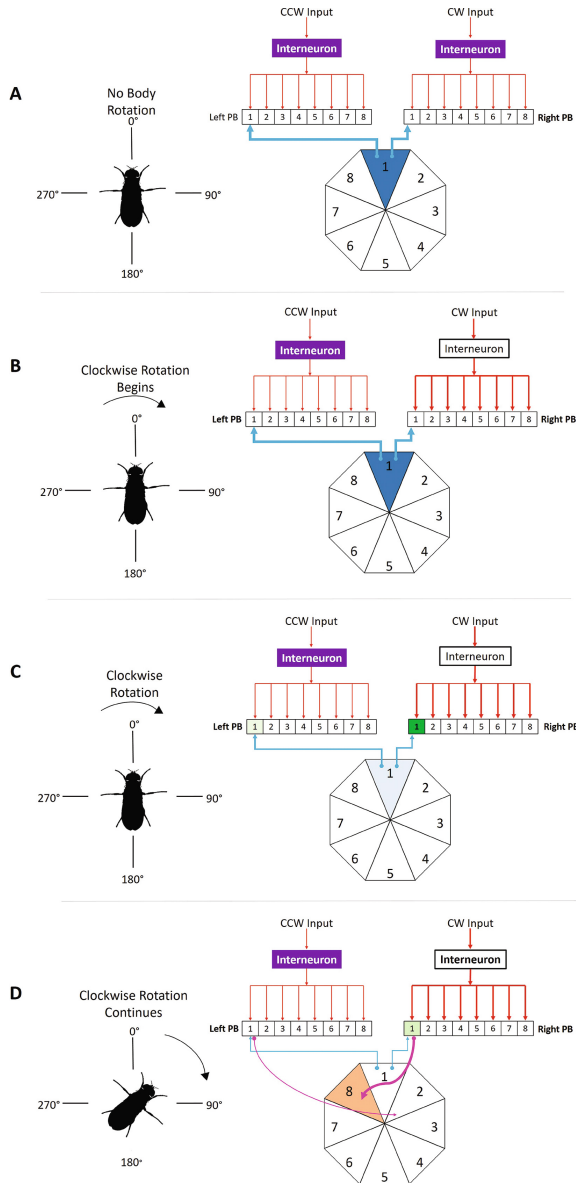 CCW Input
CW Input
Interneuron
Interneuron
A
No Body
Rotation
0°
Left PB
1 2 3 4 5 6 7 8
1 2 3 4 5 6 7 8
Right PB
270°
90°
180°
1
8
2
7
3
6
4
5
CCW Input
CW Input
Interneuron
Interneuron
B
Clockwise Rotation
Begins
0°
Left PB
1 2 3 4 5 6 7 8
1 2 3 4 5 6 7 8
Right PB
270°
90°
180°
1
8
2
7
3
6
4
5
CCW Input
CW Input
Interneuron
Interneuron
C
Clockwise
Rotation
0°
Left PB
1 2 3 4 5 6 7 8
1 2 3 4 5 6 7 8
Right PB
270°
90°
180°
1
8
2
7
3
6
4
5
CCW Input
CW Input
Interneuron
Interneuron
D
Clockwise Rotation
Continues
0°
Left PB
1 2 3 4 5 6 7 8
1 2 3 4 5 6 7 8
Right PB
270°
90°
180°
1
8
2
7
3
6
4
5